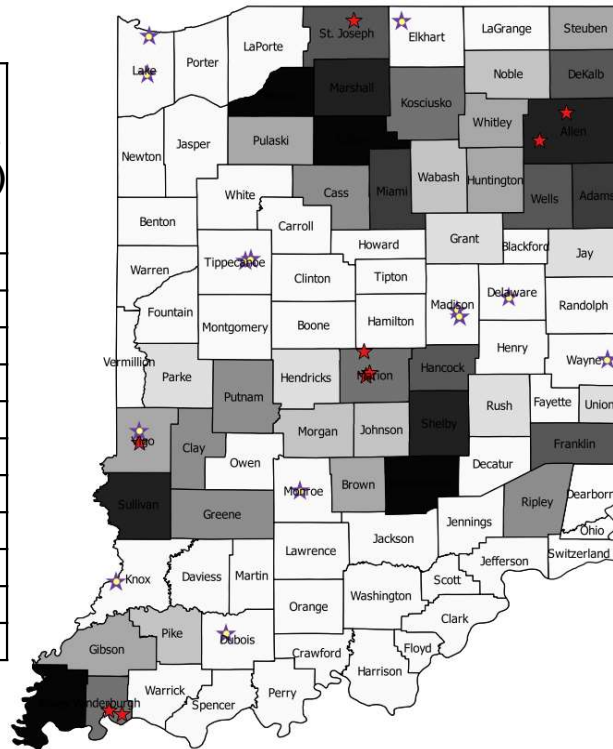 )
St. Joseph
Elkhart
LaGrange
Steuben
LaPorte
Lake
Porter
Noble
DeKalb
Marshall
Kosciusko
Whitley
Allen
Newton
Jasper
Pulaski
Wabash
Huntington
Wells
Adams
White
Cass
Miami
Benton
Carroll
Grant
Blackford
Jay
Howard
Warren
Tippecanoe
Clinton
Tipton
Madison
Delaware
Randolph
Fountain
Montgomery
Boone
Hamilton
Henry
Wayne
Vermillion
Parke
Putnam
Hendricks
Marion
Hancock
Rush
Fayette
Union
Morgan
Johnson
Shelby
Vigo
Clay
Owen
Franklin
Decatur
Sullivan
Greene
Monroe
Brown
Ripley
Dearborn
Jennings
Ohio
Jackson
Lawrence
Switzerland
Jefferson
Knox
Daviess
Martin
Washington
Scott
Orange
Clark
Pike
Dubois
Gibson
Crawford
Floyd
Harrison
Warrick
Perry
Spencer
Vanderburgh